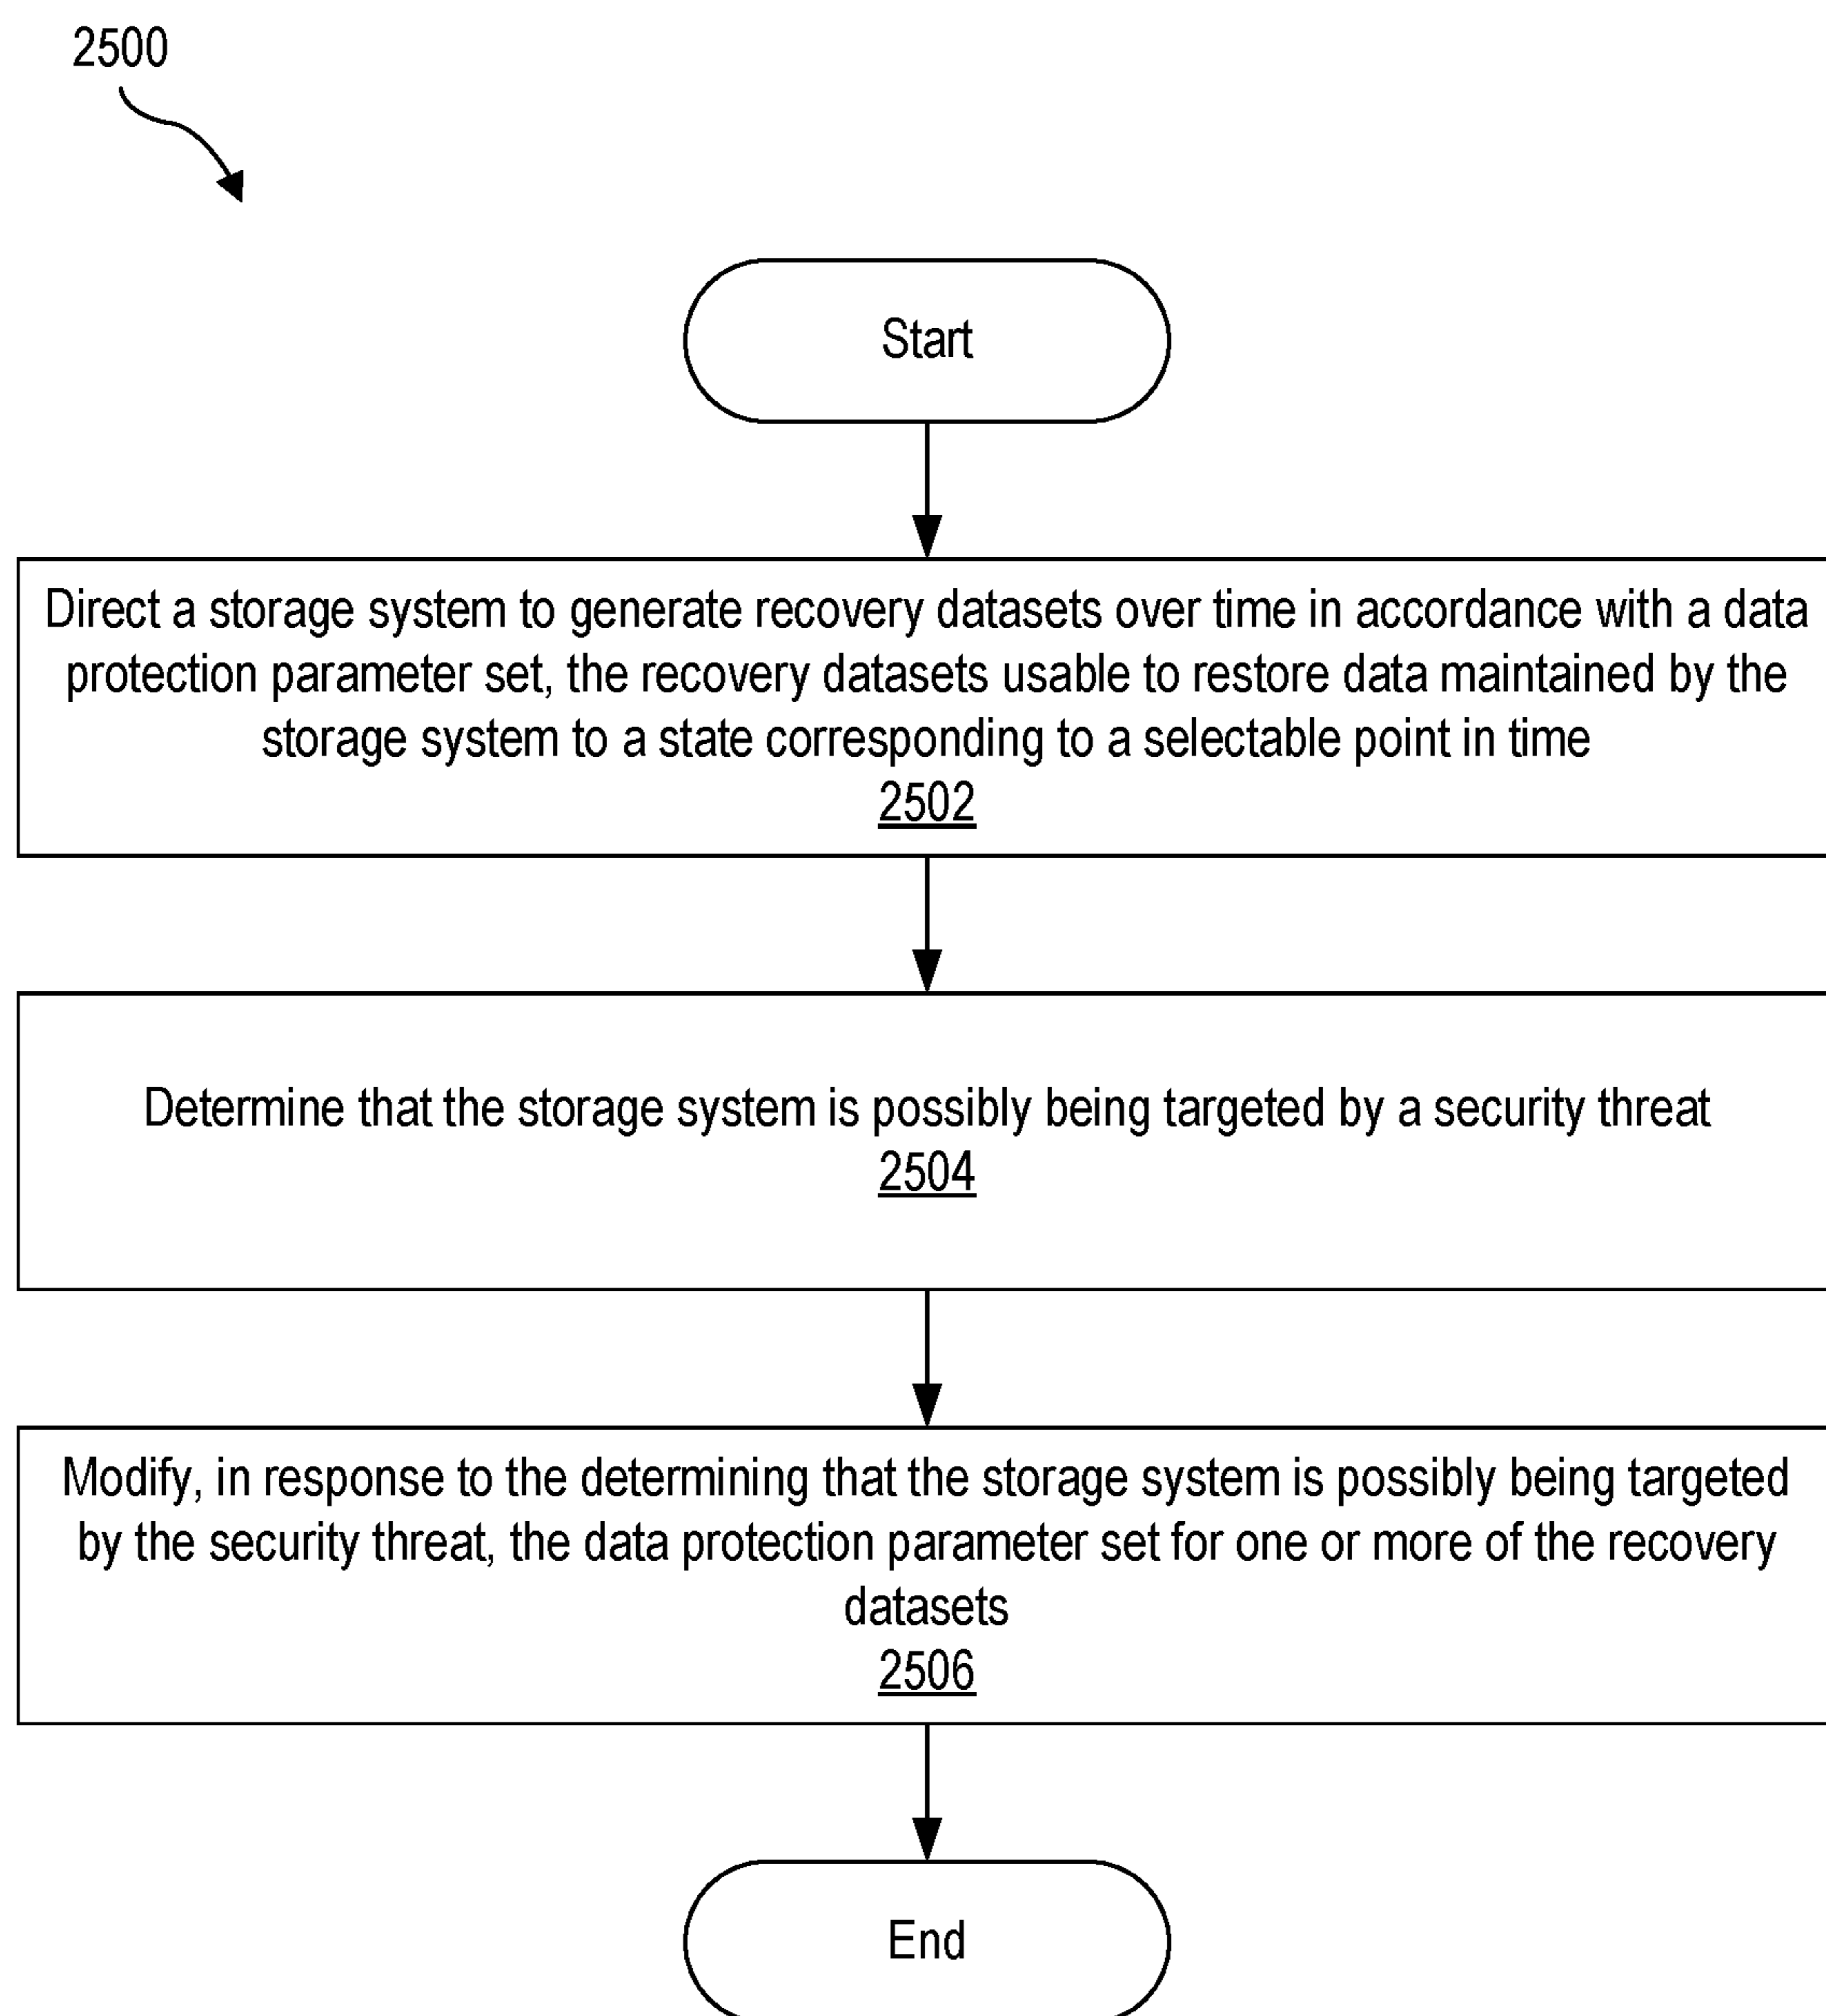 2500
Start
Direct a storage system to generate recovery datasets over time in accordance with a data
protection parameter set, the recovery datasets usable to restore data maintained by the
storage system to a state corresponding to a selectable point in time
2502
Determine that the storage system is possibly being targeted by a security threat
2504
Modify, in response to the determining that the storage system is possibly being targeted
by the security threat, the data protection parameter set for one or more of the recovery
datasets
2506
End